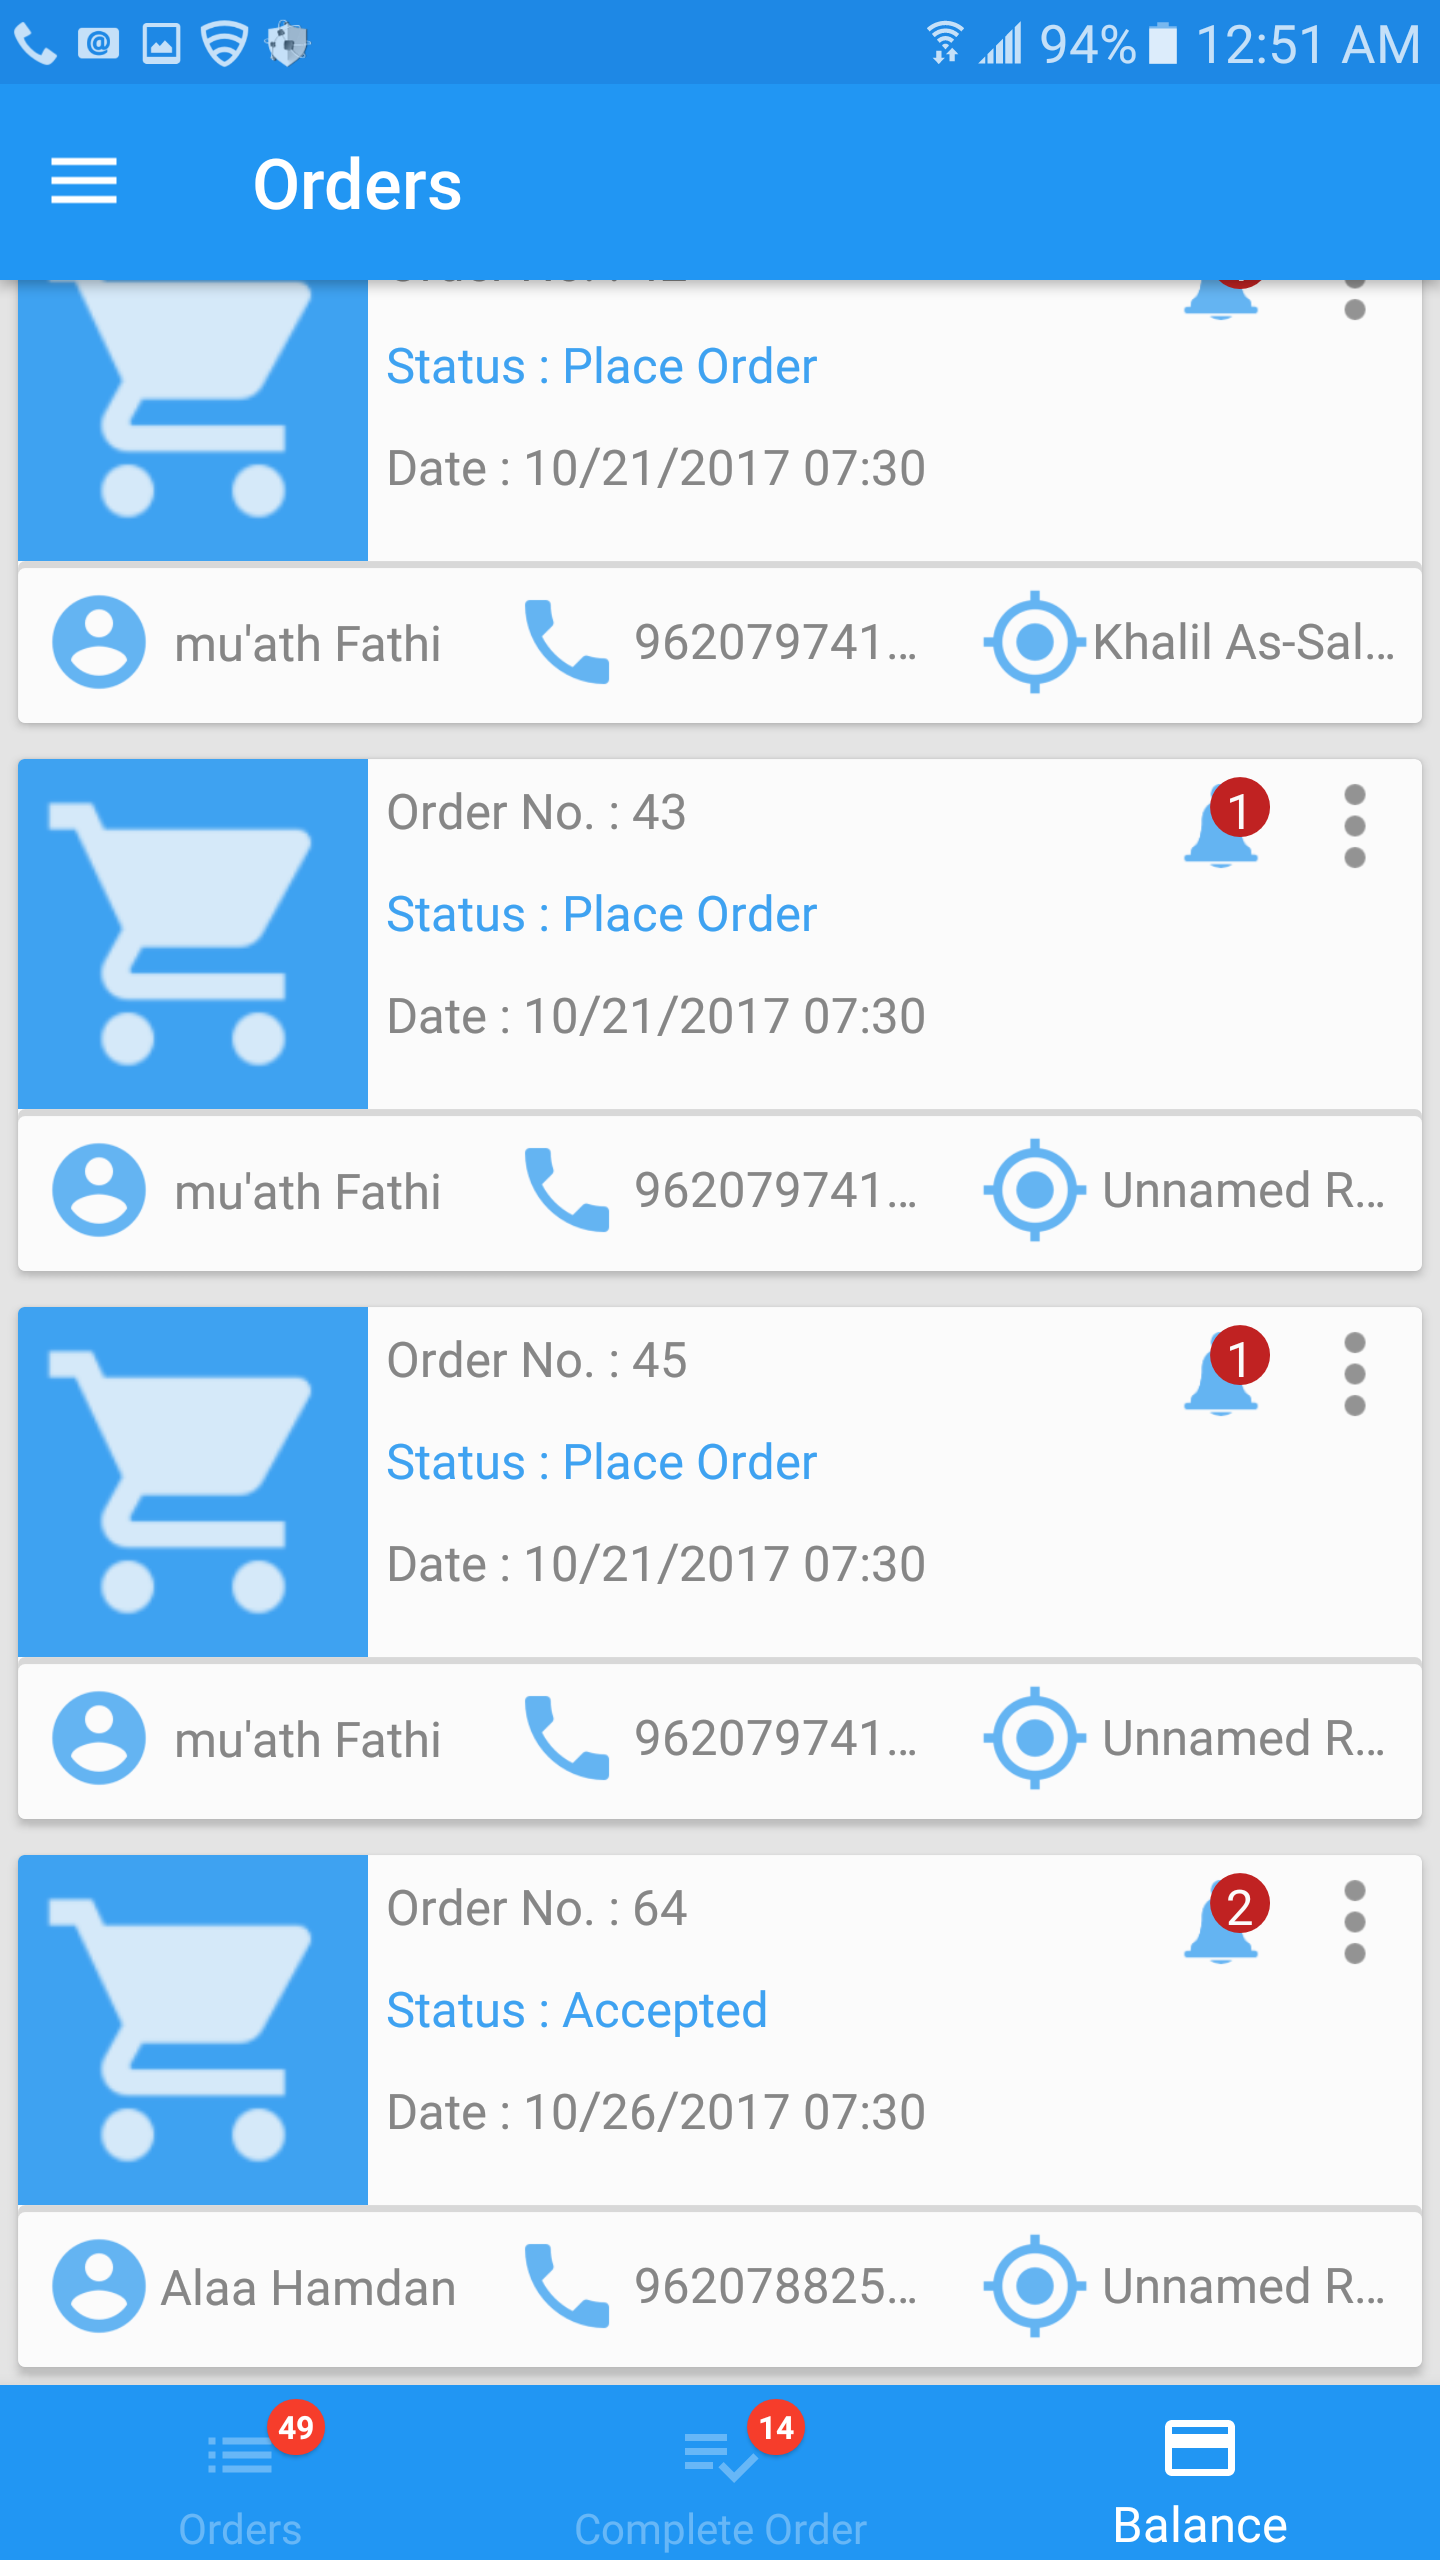 94% 12:51 AM
Orders
Status : Place Order
Date : 10/21/2017 07:30
mu'ath Fathi 962079741... Khalil As-Sal...
Order No. : 43 1
Status : Place Order
Date : 10/21/2017 07:30
mu'ath Fathi 962079741... Unnamed R...
Order No. : 45 1
Status : Place Order
Date : 10/21/2017 07:30
mu'ath Fathi 962079741... Unnamed R...
Order No. : 64 2
Status : Accepted
Date : 10/26/2017 07:30
Alaa Hamdan 962078825... Unnamed R...
49 14
Orders Complete Order Balance